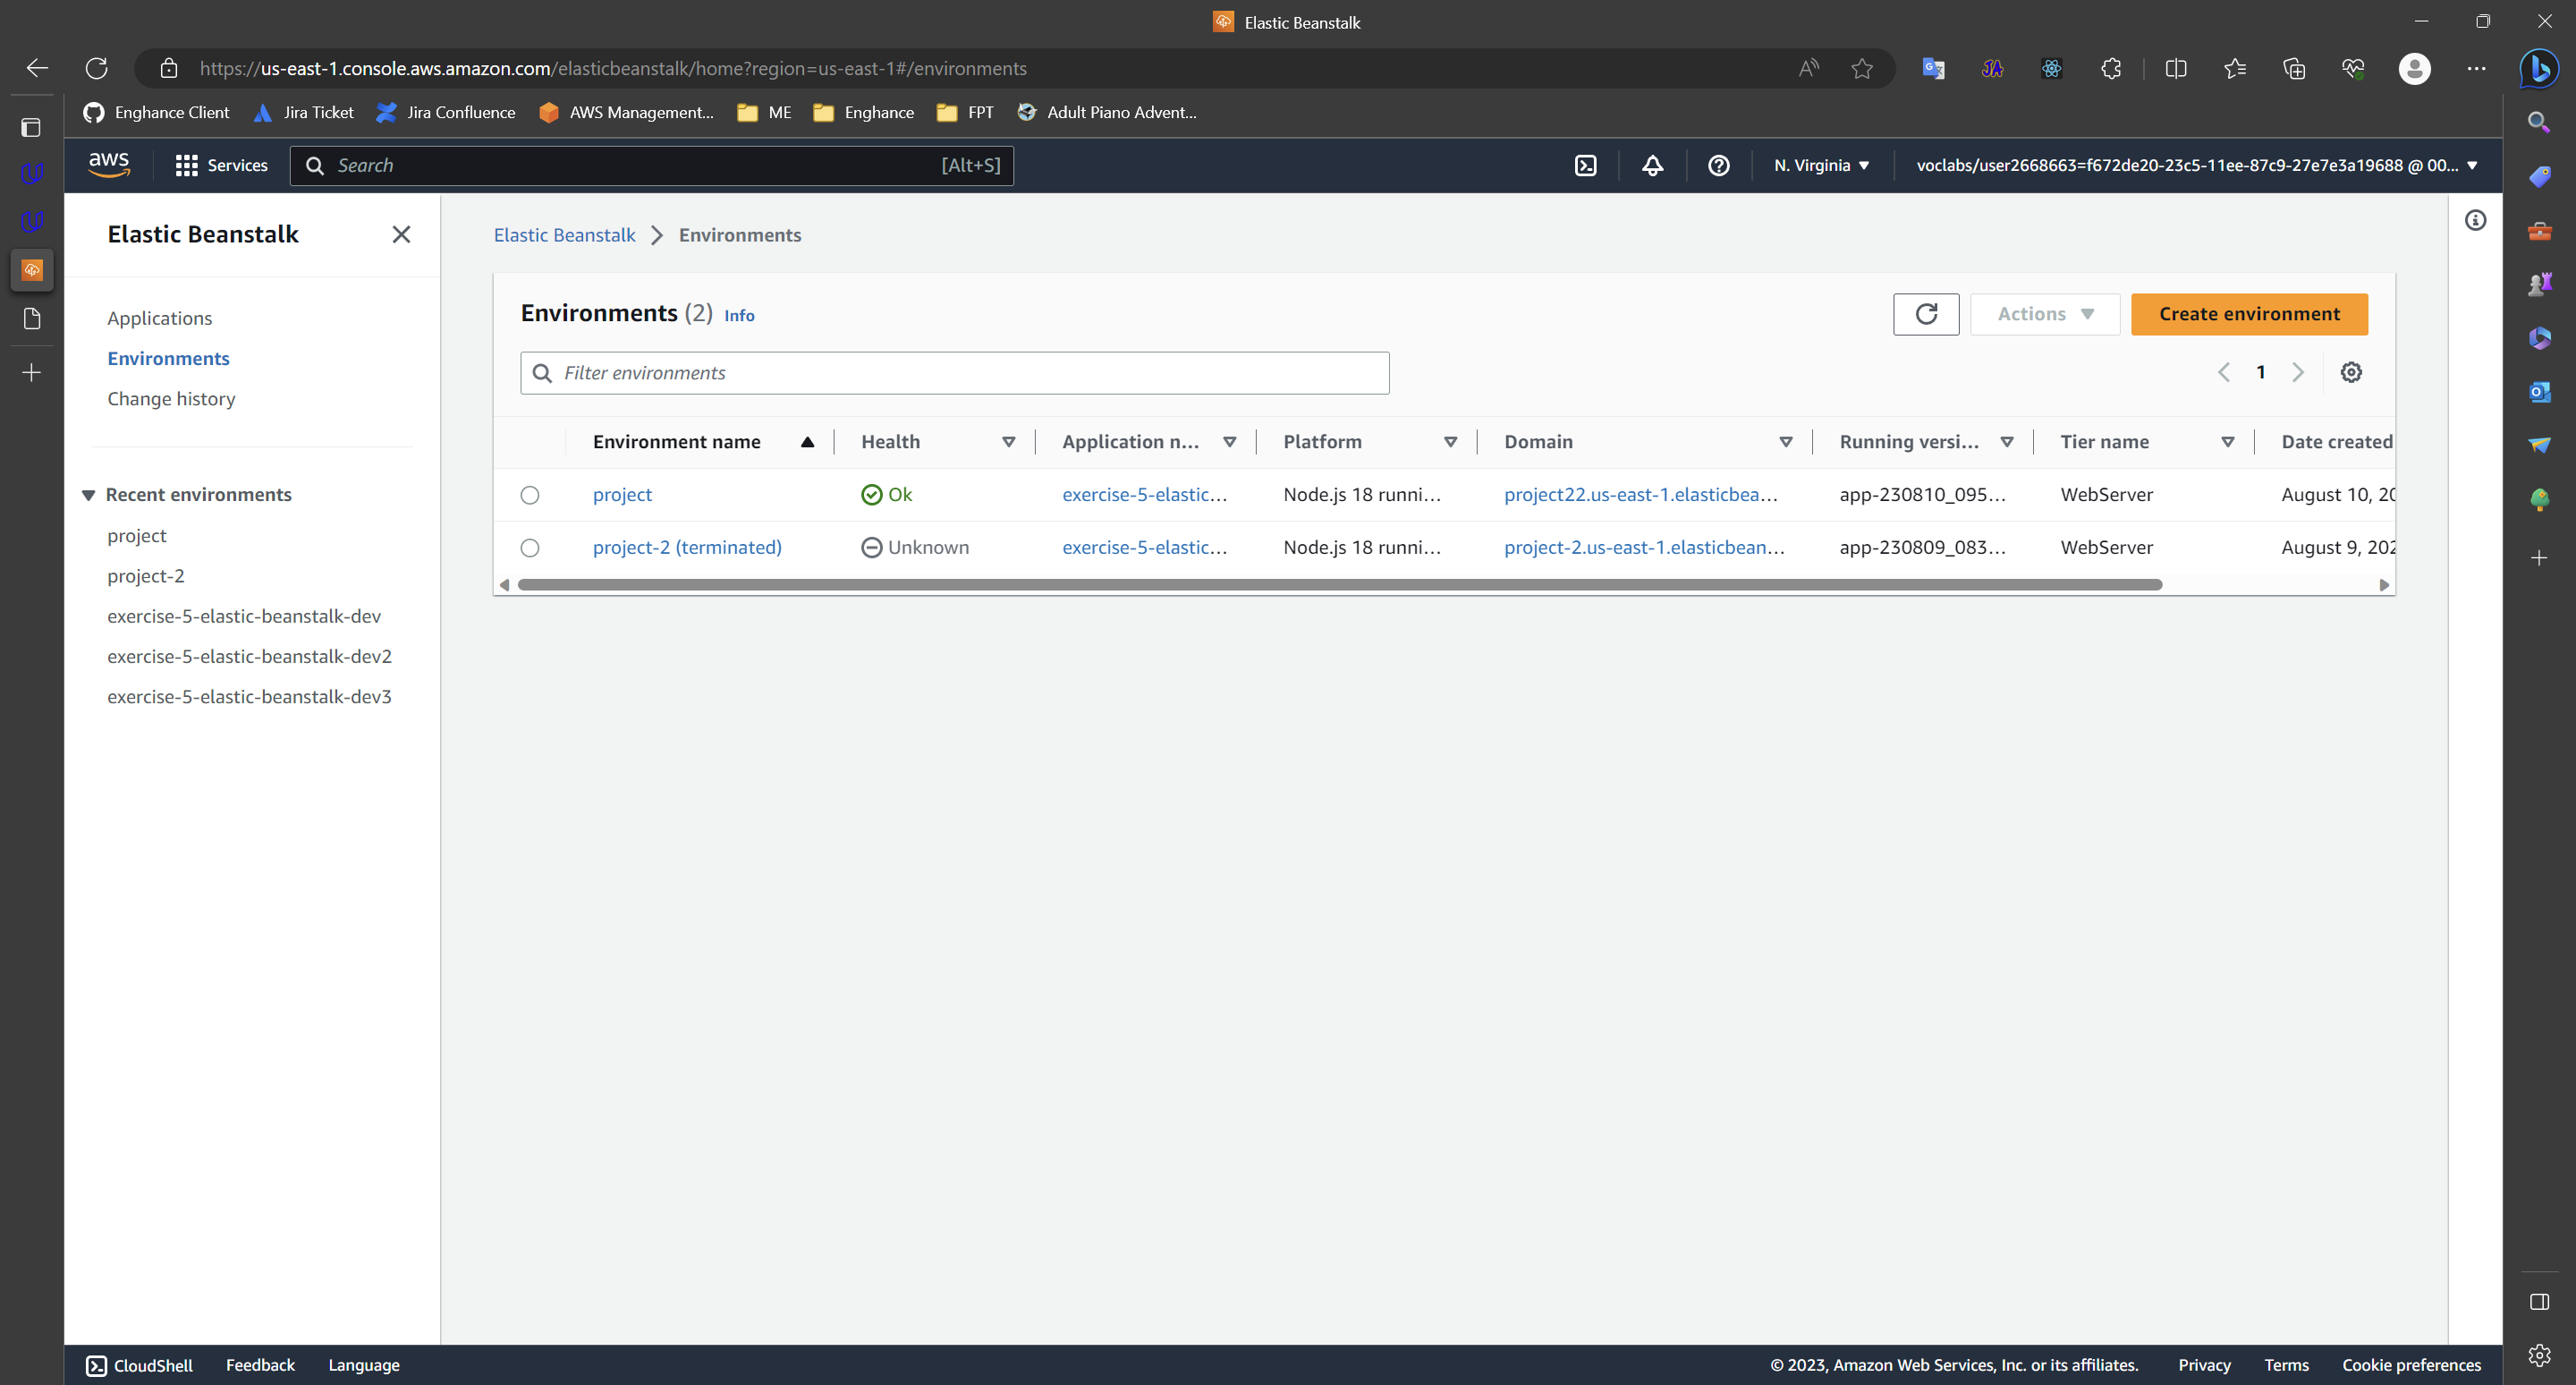 Elastic Beanstalk
https://us-east-1.console.aws.amazon.com/elasticbeanstalk/home?region=us-east-1#/environments
Enghance Client Jira Ticket Jira Confluence AWS Management... ME Enghance FPT Adult Piano Advent...
aws Services Search [Alt+S] N. Virginia voclabs/user2668663=f672de20-23c5-11ee-87c9-27e7e3a19688 @ 00...
Elastic Beanstalk
Applications
Environments
Change history
Recent environments
project
project-2
exercise-5-elastic-beanstalk-dev
exercise-5-elastic-beanstalk-dev2
exercise-5-elastic-beanstalk-dev3
Elastic Beanstalk Environments
Environments (2) Info Actions Create environment
Filter environments 1
Environment name Health Application n... Platform Domain Running versi... Tier name Date created
project Ok exercise-5-elastic... Node.js 18 runni... project22.us-east-1.elasticbea... app-230810_095... WebServer August 10, 20
project-2 (terminated) Unknown exercise-5-elastic... Node.js 18 runni... project-2.us-east-1.elasticbean... app-230809_083... WebServer August 9, 202
CloudShell Feedback Language © 2023, Amazon Web Services, Inc. or its affiliates. Privacy Terms Cookie preferences